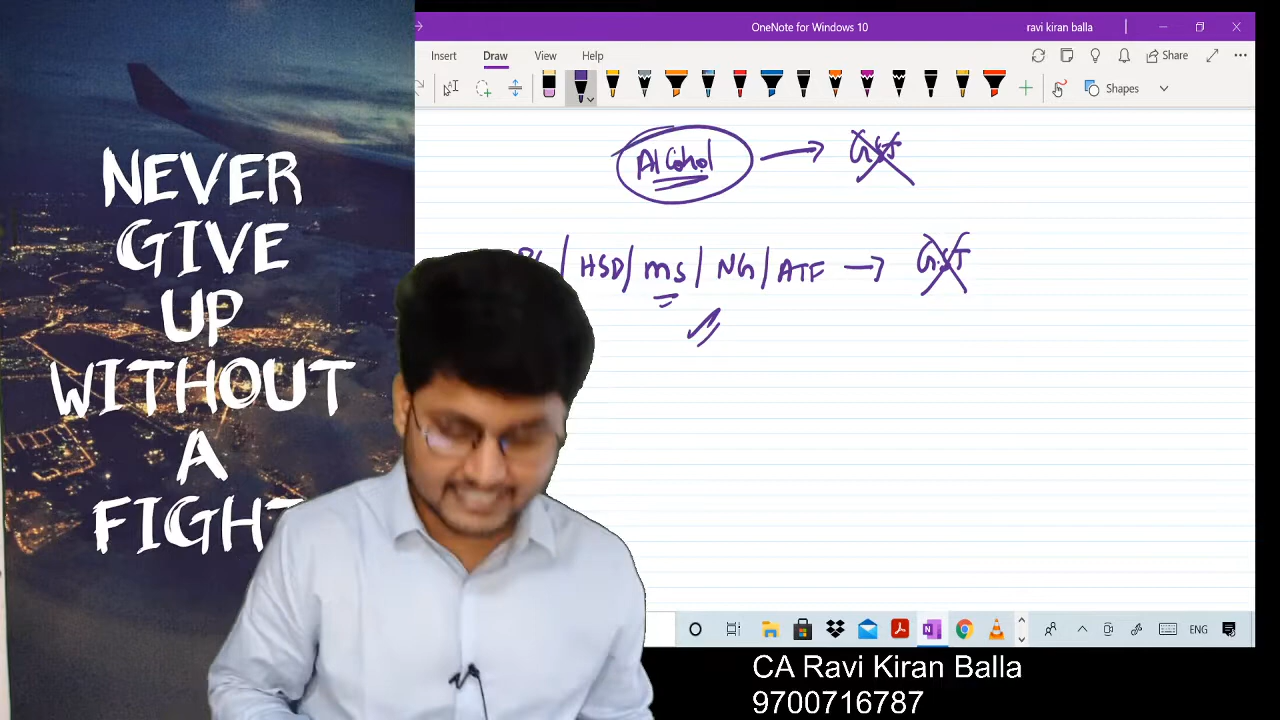 NEVER
GIVE
UP
WITHOUT
A
FIGHT
OneNote for Windows 10
ravi kiran balla
Insert Draw View Help
Share
Shapes
Alcohol → GST
/ HSD / MS / NG / ATF → GST
ENG
CA Ravi Kiran Balla
9700716787